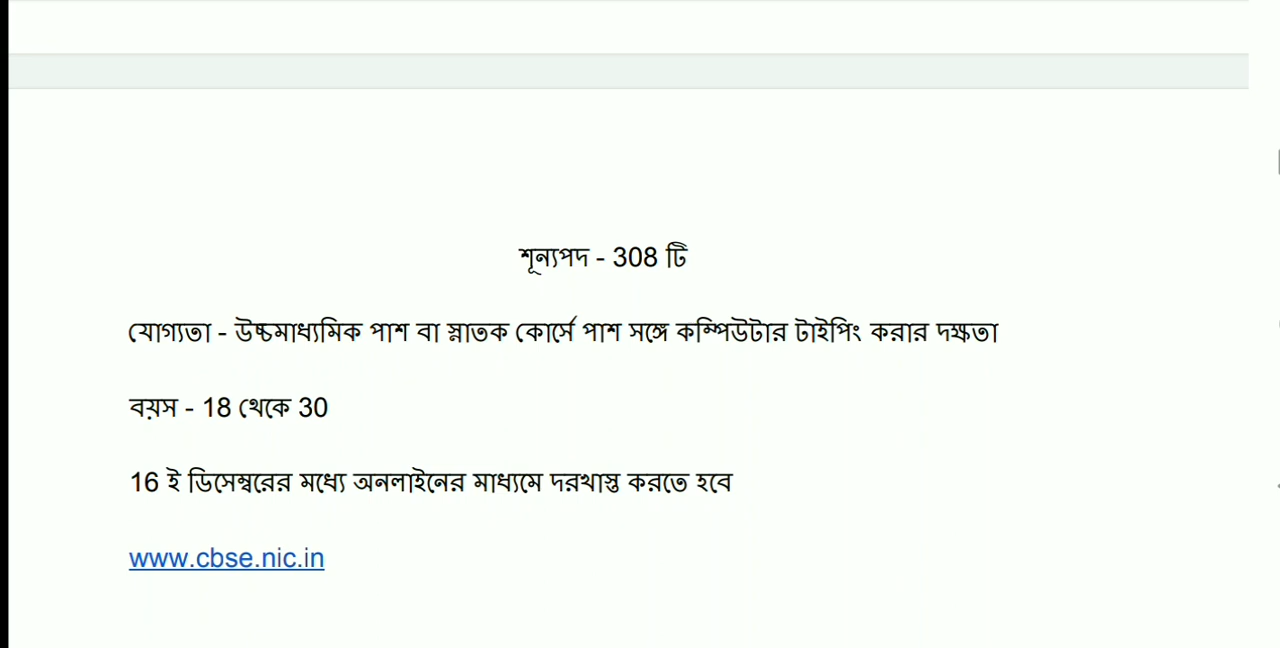 শূন্যপদ - 308 টি
যোগ্যতা - উচ্চমাধ্যমিক পাশ বা স্নাতক কোর্সে পাশ সঙ্গে কম্পিউটার টাইপিং করার দক্ষতা
বয়স - 18 থেকে 30
16 ই ডিসেম্বরের মধ্যে অনলাইনের মাধ্যমে দরখাস্ত করতে হবে
www.cbse.nic.in